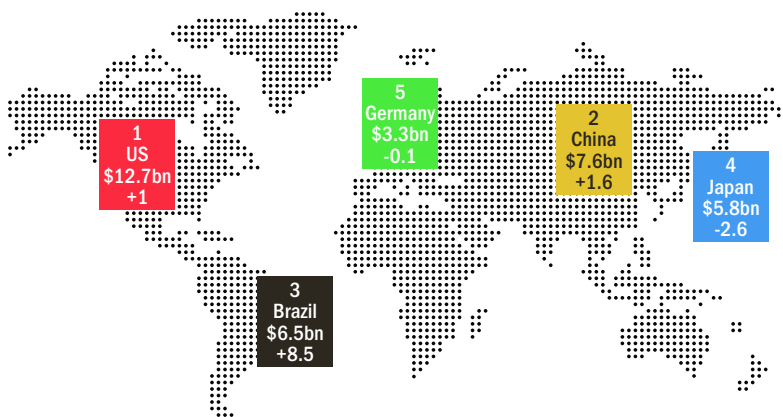 5
Germany
$3.3bn
-0.1
1
US
$12.7bn
+1
2
China
$7.6bn
+1.6
4
Japan
$5.8bn
-2.6
3
Brazil
$6.5bn
+8.5